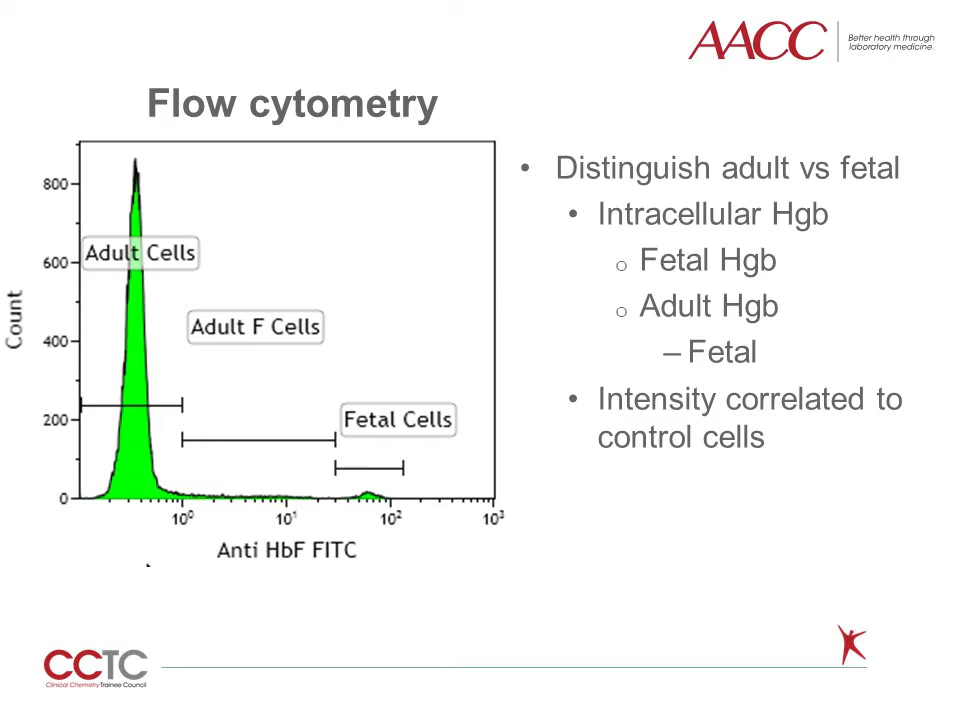 AACC
Better health through
laboratory medicine.
Flow cytometry
800
600
400
200
0
Count
Adult Cells
Adult F Cells
Fetal Cells
10⁰
10¹
10²
10³
Anti HbF FITC
• Distinguish adult vs fetal
• Intracellular Hgb
o Fetal Hgb
o Adult Hgb
– Fetal
• Intensity correlated to
control cells
CCTC
Clinical Chemistry Trainee Council